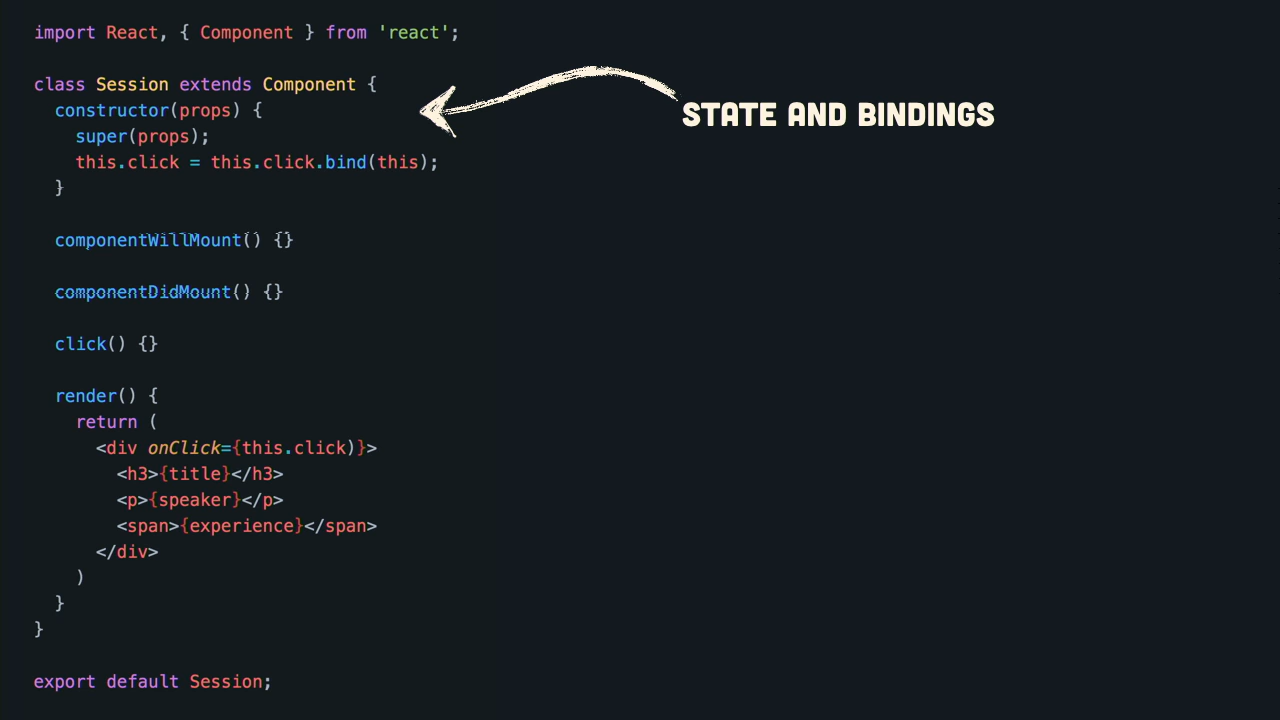 import React, { Component } from 'react';
class Session extends Component {
constructor(props) {
super(props);
this.click = this.click.bind(this);
}
componentWillMount() {}
componentDidMount() {}
click() {}
render() {
return (
<div onClick={this.click)}>
<h3>{title}</h3>
<p>{speaker}</p>
<span>{experience}</span>
</div>
)
}
}
export default Session;
STATE AND BINDINGS